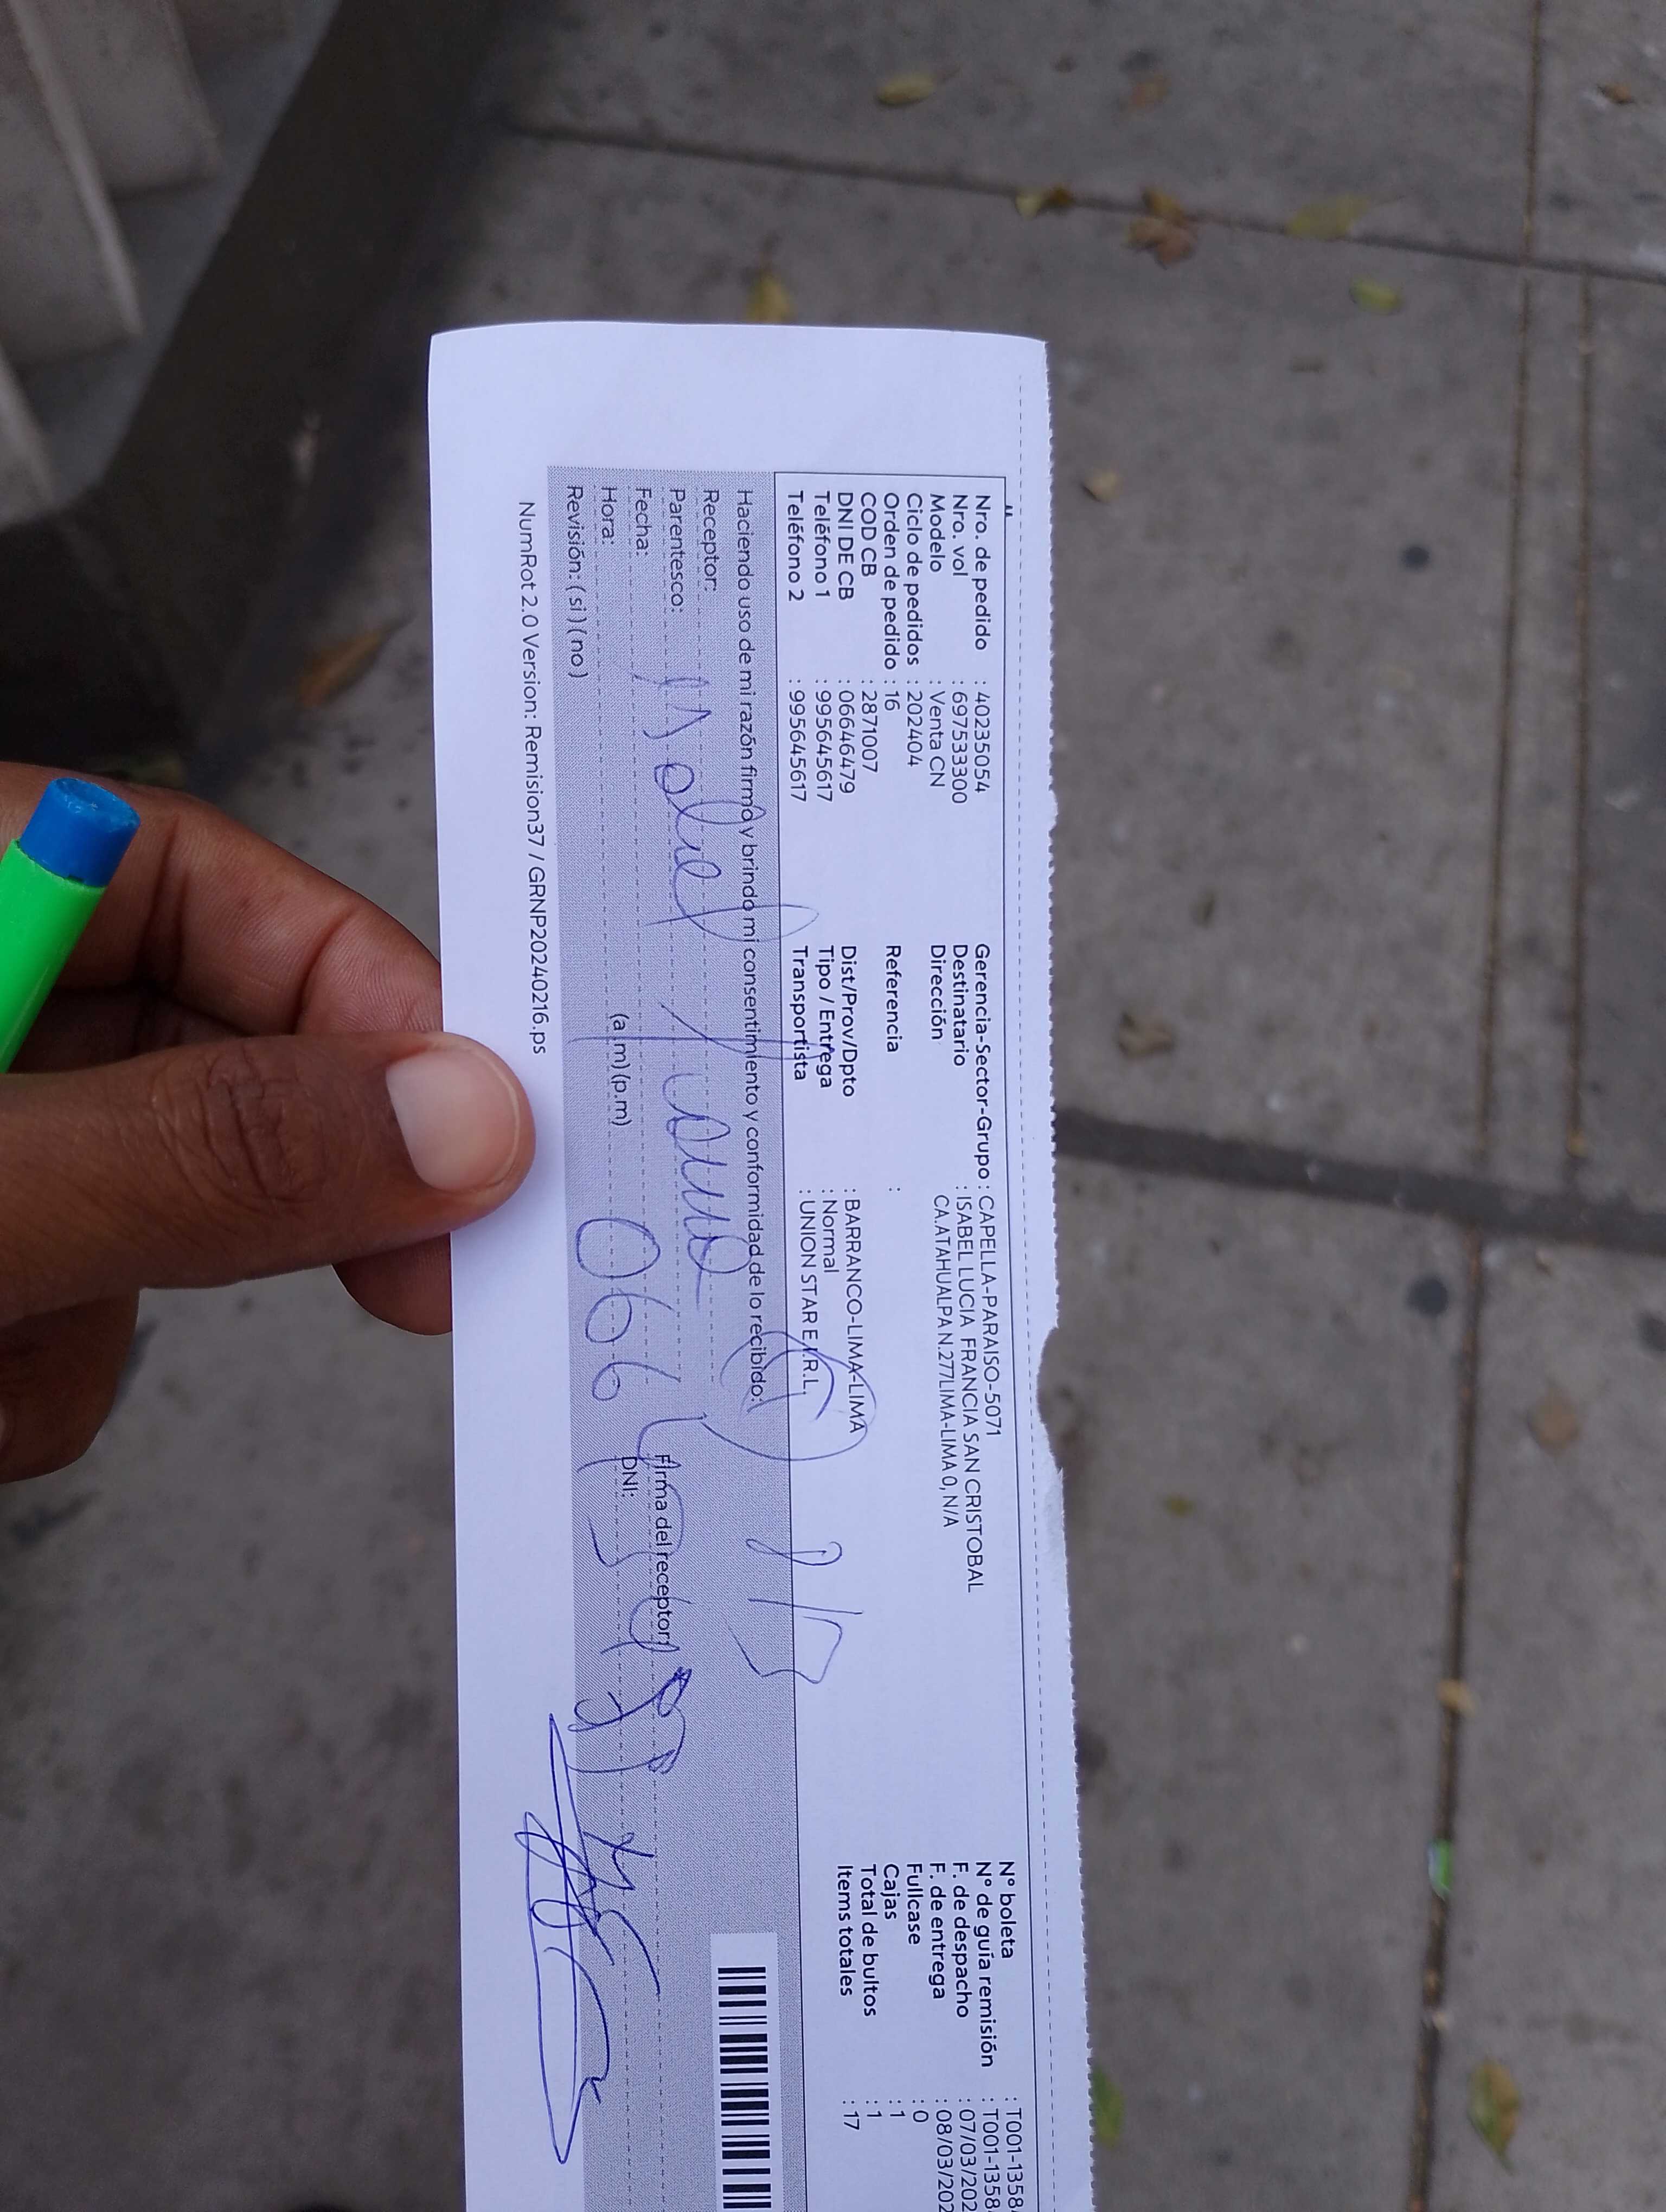 Nro. de pedido : 40235054
Nro. vol : 697533300
Modelo : Venta CN
Ciclo de pedidos : 202404
Orden de pedido : 16
COD CB : 2871007
DNI DE CB : 06646479
Teléfono 1 : 995645617
Teléfono 2 : 995645617
Gerencia-Sector-Grupo : CAPELLA-PARAISO-5071
Destinatario : ISABEL LUCIA FRANCIA SAN CRISTOBAL
Dirección CA.ATAHUALPA N.277LIMA-LIMA 0, N/A
Referencia :
Dist/Prov/Dpto : BARRANCO-LIMA-LIMA
Tipo / Entrega : Normal
Transportista : UNION STAR E.I.R.L.
N° boleta : T001-1358
N° de guía remisión : T001-1358
F. de despacho : 07/03/202
F. de entrega : 08/03/202
Fullcase : 0
Cajas : 1
Total de bultos : 1
Items totales : 17
Haciendo uso de mi razón firmo y brindo mi consentimiento y conformidad de lo recibido:
Receptor:
Parentesco:
Fecha:
Hora: (a.m) (p.m)
Revisión: ( si ) ( no )
Firma del receptor:
DNI:
NumRot 2.0 Version: Remision37 / GRNP20240216.ps